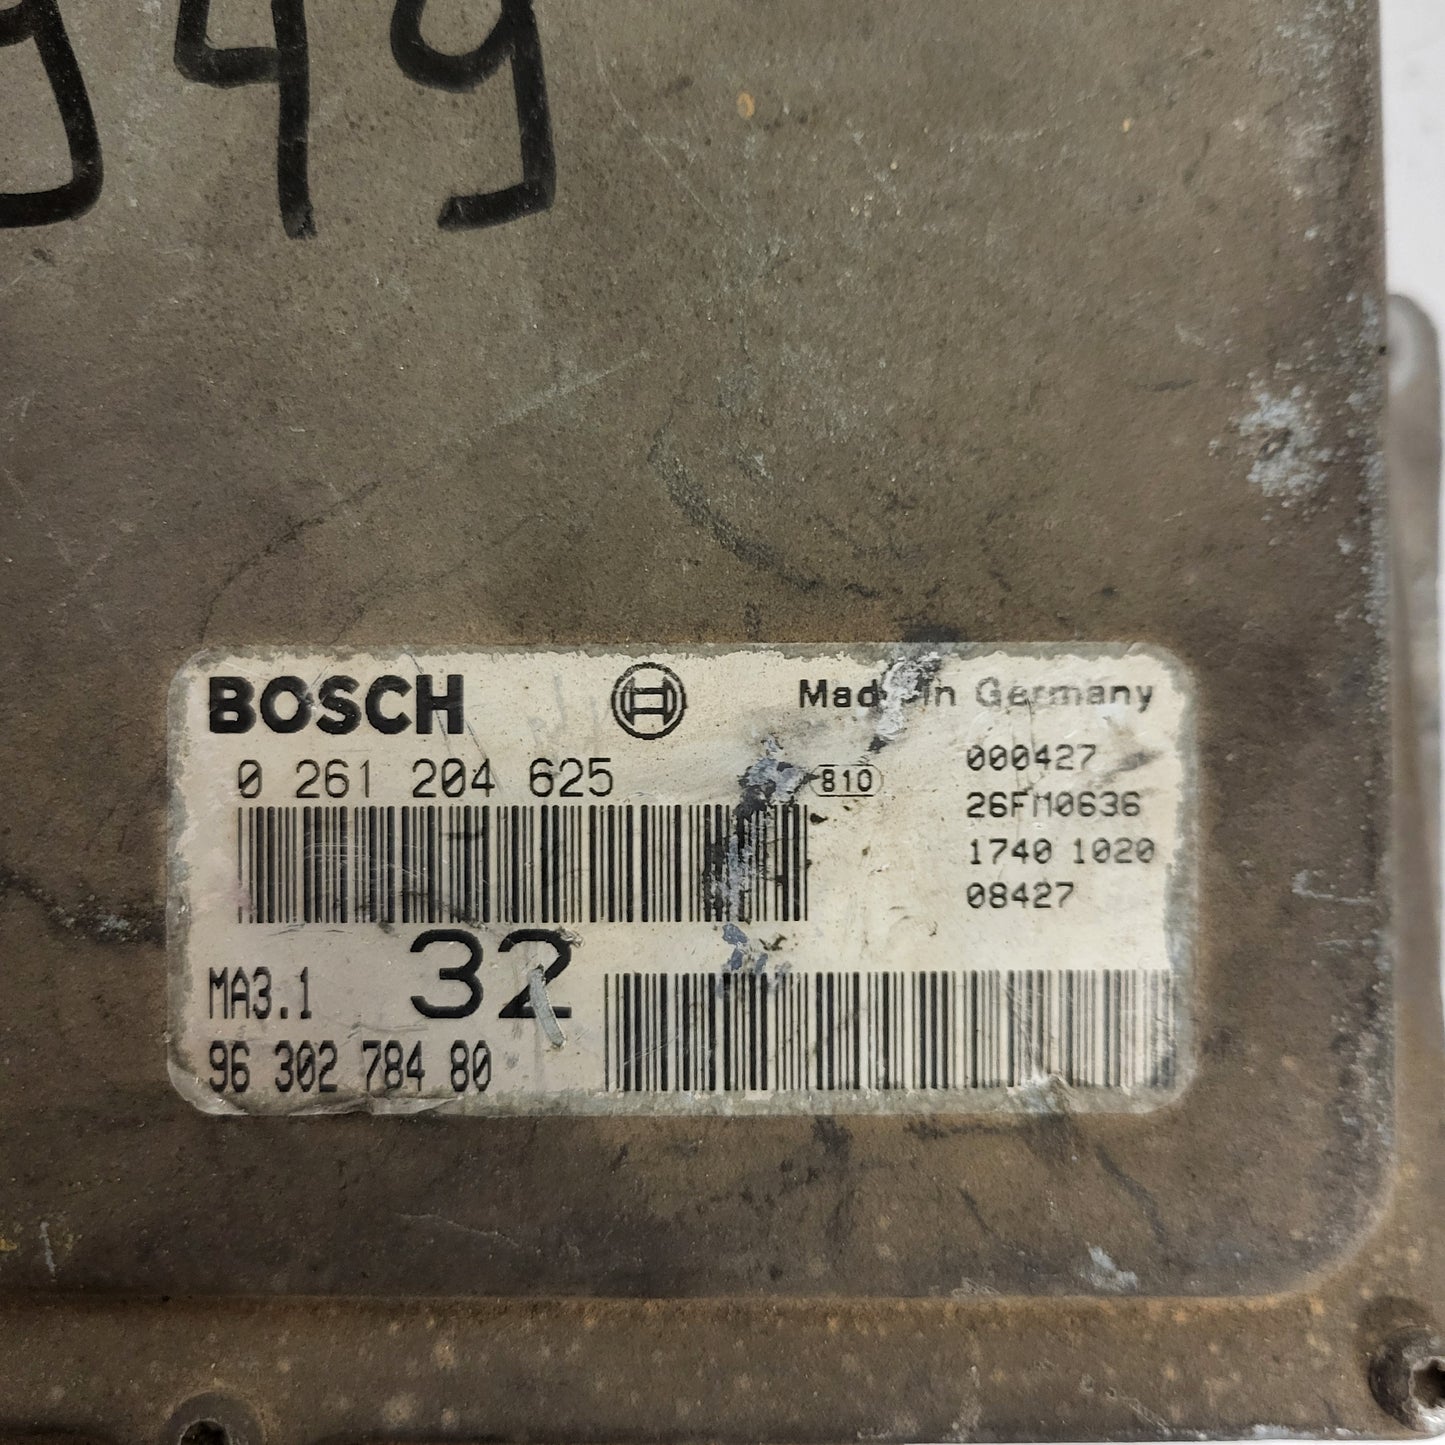 949
BOSCH
Made in Germany
0 261 204 625
810
000427
26FM0636
1740 1020
08427
MA3.1
32
96 302 784 80